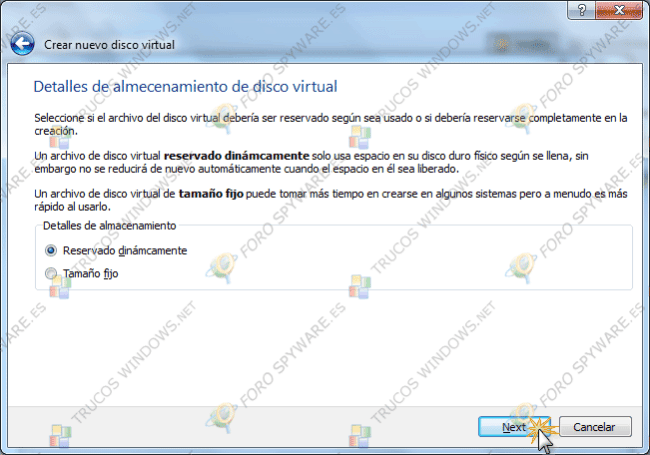 Crear nuevo disco virtual
Detalles de almecenamiento de disco virtual
Seleccione si el archivo del disco virtual debería ser reservado según sea usado o si debería reservarse completamente en la
creación.
Un archivo de disco virtual reservado dinámcamente solo usa espacio en su disco duro físico según se llena, sin
embargo no se reducirá de nuevo automáticamente cuando el espacio en él sea liberado.
Un archivo de disco virtual de tamaño fijo puede tomar más tiempo en crearse en algunos sistemas pero a menudo es más
rápido al usarlo.
Detalles de almacenamiento
Reservado dinámcamente
Tamaño fijo
Next
Cancelar
TRUCOS WINDOWS.NET
FORO SPYWARE.ES